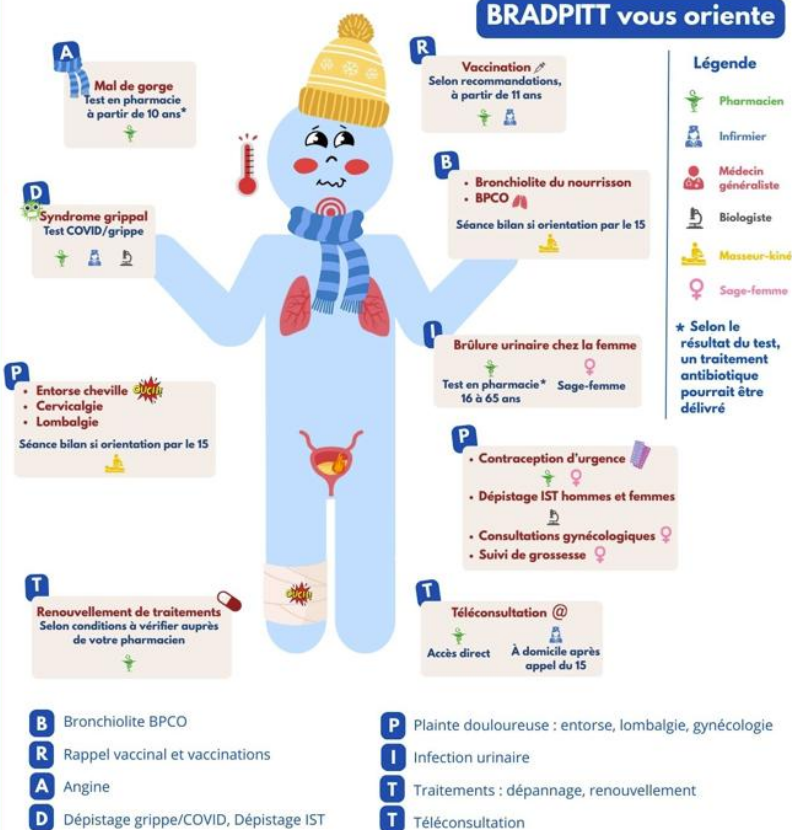 BRADPITT vous oriente
A
Mal de gorge
Test en pharmacie
à partir de 10 ans*
R
Vaccination
Selon recommandations,
à partir de 11 ans
Légende
Pharmacien
Infirmier
Médecin
généraliste
Biologiste
Masseur-kiné
Sage-femme
* Selon le
résultat du test,
un traitement
antibiotique
pourrait être
délivré
D
Syndrome grippal
Test COVID/grippe
B
• Bronchiolite du nourrisson
• BPCO
Séance bilan si orientation par le 15
I
Brûlure urinaire chez la femme
Test en pharmacie* Sage-femme
16 à 65 ans
P
• Entorse cheville OUCH!
• Cervicalgie
• Lombalgie
Séance bilan si orientation par le 15
P
• Contraception d'urgence
• Dépistage IST hommes et femmes
• Consultations gynécologiques
• Suivi de grossesse
OUCH!
T
Renouvellement de traitements
Selon conditions à vérifier auprès
de votre pharmacien
T
Téléconsultation @
Accès direct À domicile après
appel du 15
B Bronchiolite BPCO
R Rappel vaccinal et vaccinations
A Angine
D Dépistage grippe/COVID, Dépistage IST
P Plainte douloureuse : entorse, lombalgie, gynécologie
I Infection urinaire
T Traitements : dépannage, renouvellement
T Téléconsultation